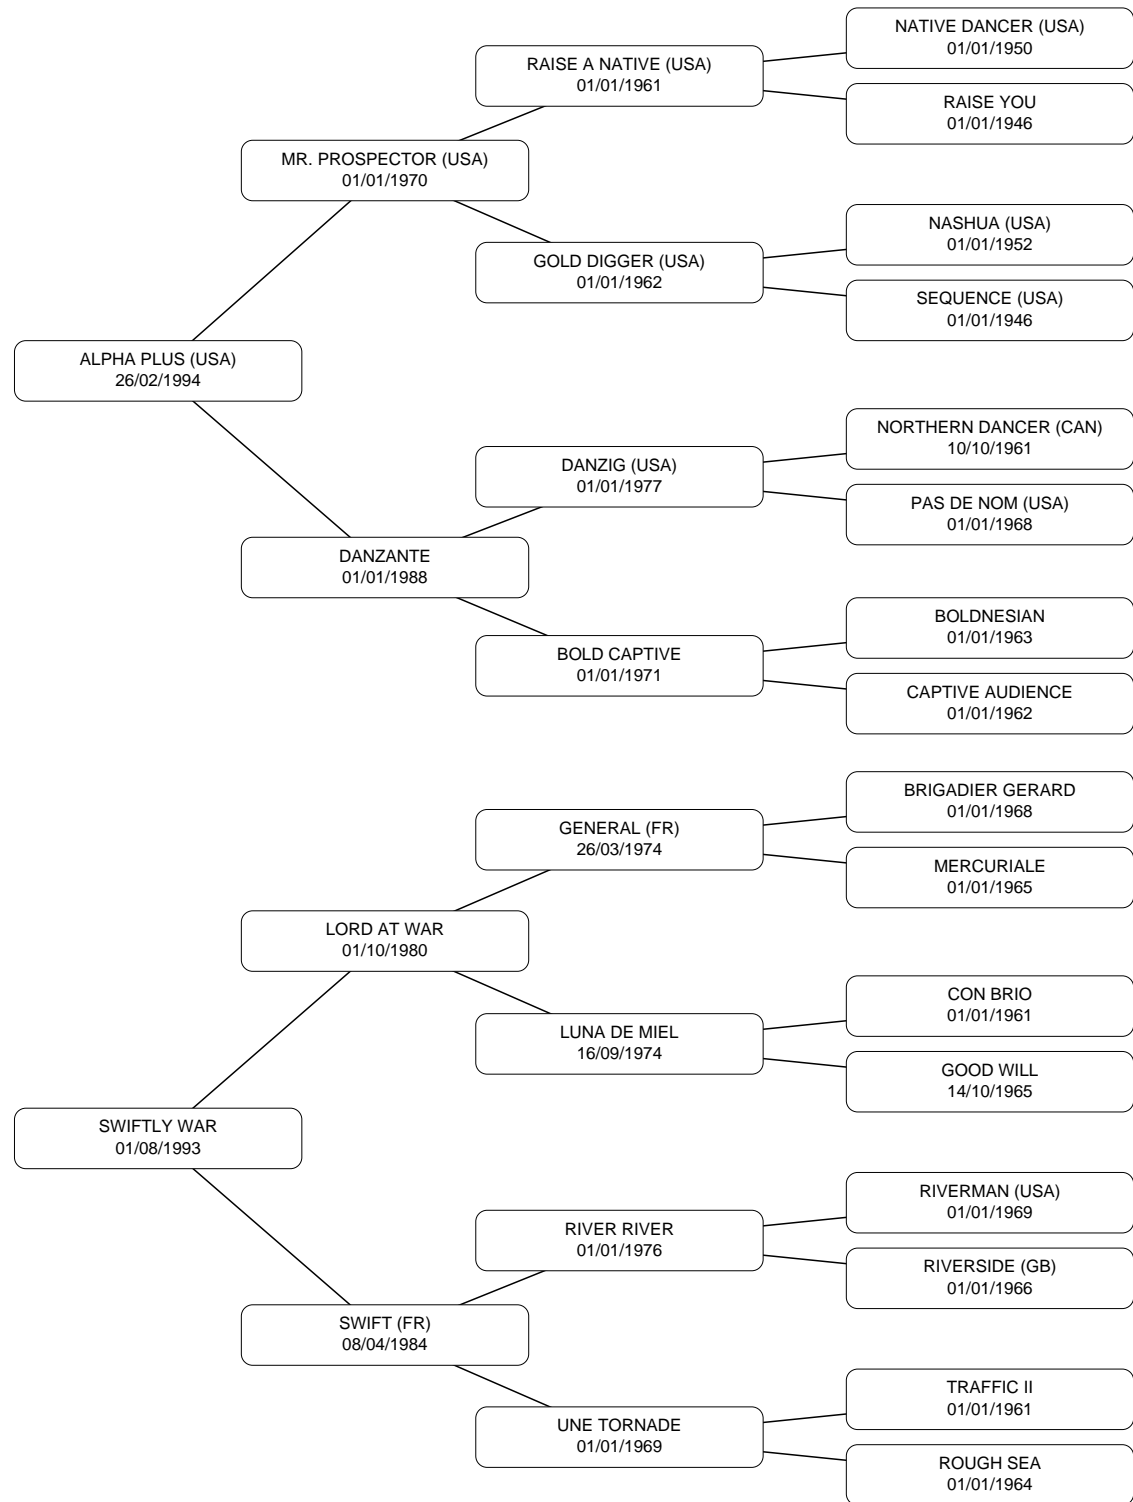 NATIVE DANCER (USA)
01/01/1950
RAISE A NATIVE (USA)
01/01/1961
RAISE YOU
01/01/1946
MR. PROSPECTOR (USA)
01/01/1970
NASHUA (USA)
01/01/1952
GOLD DIGGER (USA)
01/01/1962
SEQUENCE (USA)
01/01/1946
ALPHA PLUS (USA)
26/02/1994
NORTHERN DANCER (CAN)
10/10/1961
DANZIG (USA)
01/01/1977
PAS DE NOM (USA)
01/01/1968
DANZANTE
01/01/1988
BOLDNESIAN
01/01/1963
BOLD CAPTIVE
01/01/1971
CAPTIVE AUDIENCE
01/01/1962
BRIGADIER GERARD
01/01/1968
GENERAL (FR)
26/03/1974
MERCURIALE
01/01/1965
LORD AT WAR
01/10/1980
CON BRIO
01/01/1961
LUNA DE MIEL
16/09/1974
GOOD WILL
14/10/1965
SWIFTLY WAR
01/08/1993
RIVERMAN (USA)
01/01/1969
RIVER RIVER
01/01/1976
RIVERSIDE (GB)
01/01/1966
SWIFT (FR)
08/04/1984
TRAFFIC II
01/01/1961
UNE TORNADE
01/01/1969
ROUGH SEA
01/01/1964